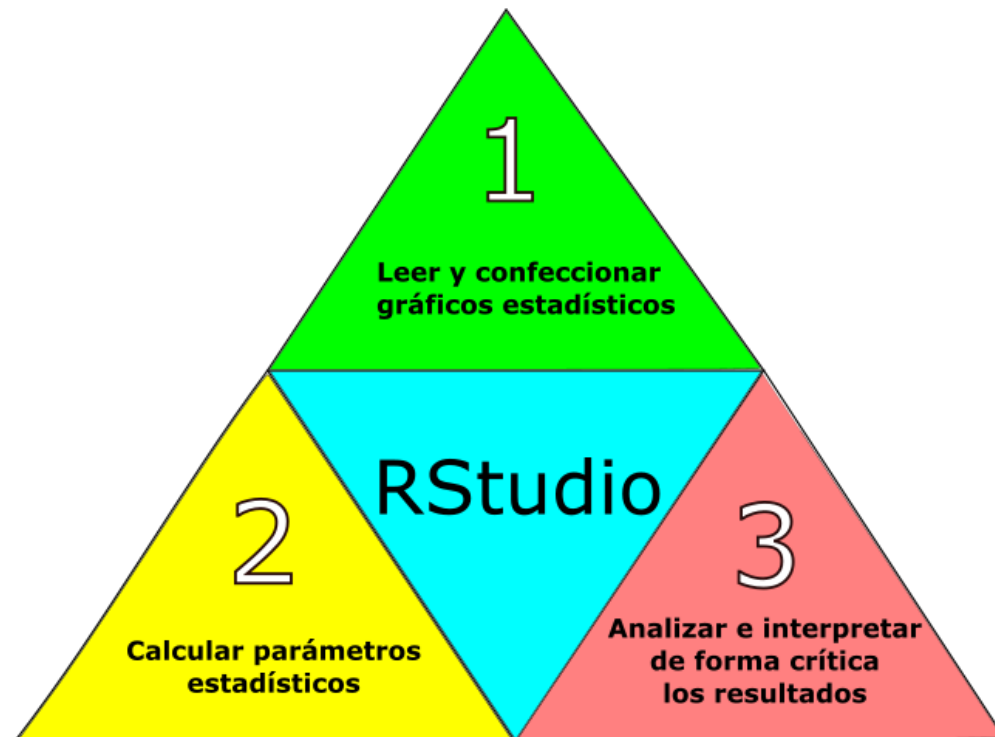 1
Leer y confeccionar
gráficos estadísticos
RStudio
2
Calcular parámetros
estadísticos
3
Analizar e interpretar
de forma crítica
los resultados